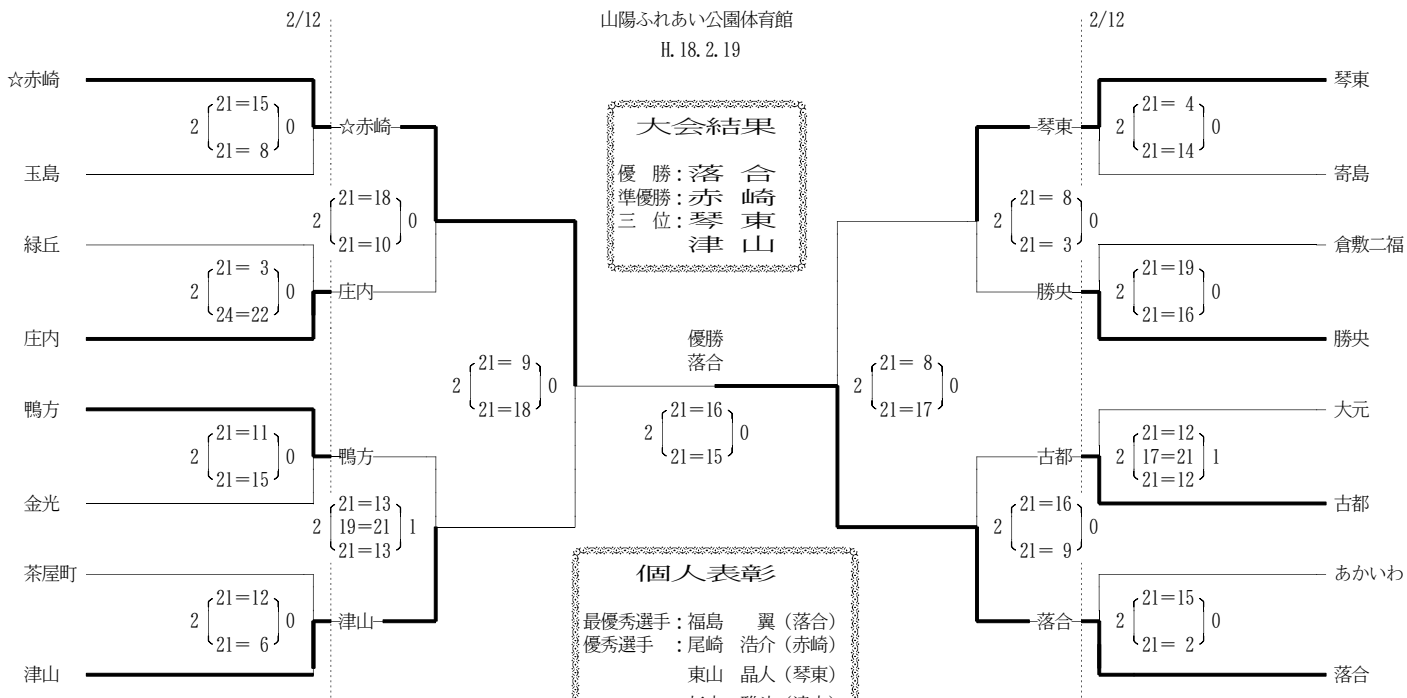 2/12 山陽ふれあい公園体育館 2/12
H.18.2.19
☆赤崎 琴東
21=15 大会結果 21= 4
2 0 ☆赤崎 琴東 2 0
21= 8 21=14
玉島 優 勝:落 合 寄島
21=18 準優勝:赤 崎 21= 8
2 0 三 位:琴 東 2 0
緑丘 21=10 津 山 21= 3 倉敷二福
21= 3 21=19
2 0 庄内 勝央 2 0
24=22 21=16
庄内 優勝 勝央
21= 9 落合 21= 8
2 0 2 0
鴨方 21=18 21=16 21=17 大元
21=11 2 0 21=12
2 0 鴨方 21=15 古都 2 17=21 1
21=15 21=12
金光 21=13 21=16 古都
2 19=21 1 2 0
21=13 21= 9
茶屋町 個人表彰 あかいわ
21=12 21=15
2 0 津山 最優秀選手:福島 翼(落合) 落合 2 0
21= 6 優秀選手 :尾崎 浩介(赤崎) 21= 2
津山 東山 晶人(琴東) 落合